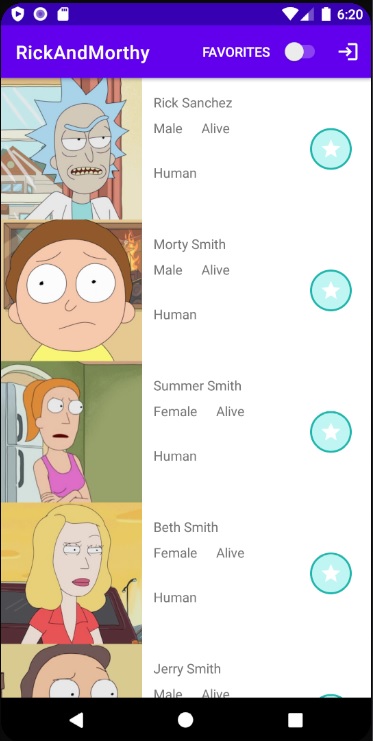 6:20
RickAndMorthy FAVORITES
Rick Sanchez
Male Alive
Human
Morty Smith
Male Alive
Human
Summer Smith
Female Alive
Human
Beth Smith
Female Alive
Human
Jerry Smith
Male Alive